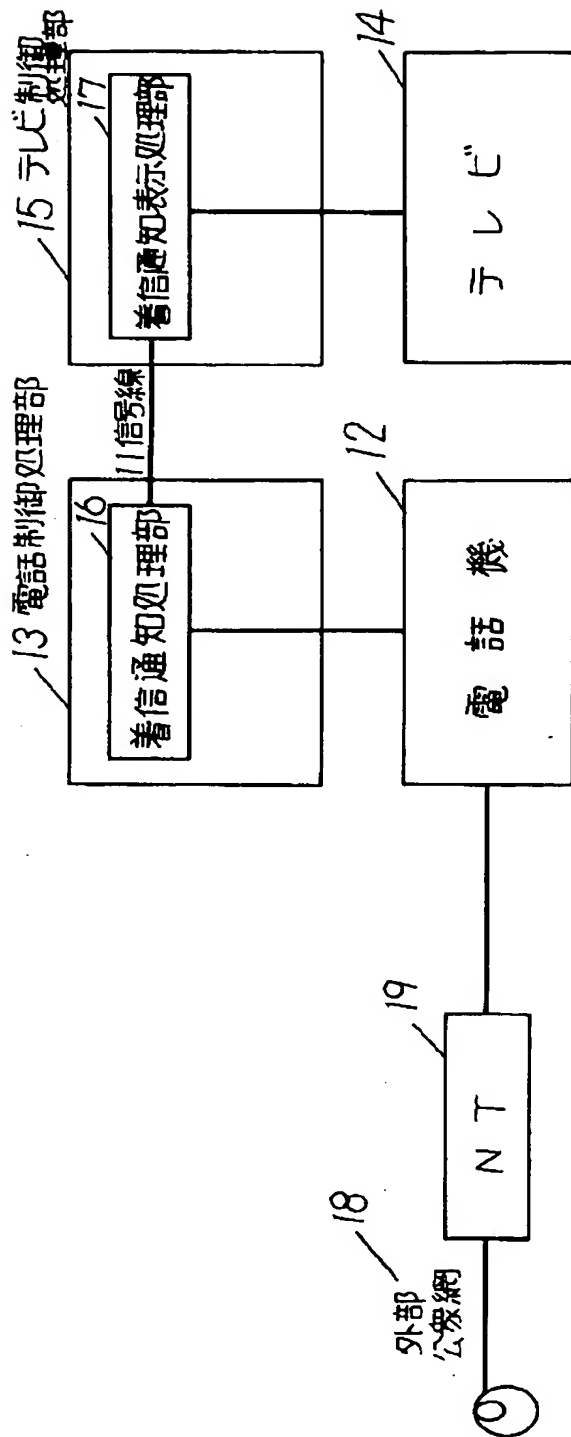 13 電話制御処理部
16
着信通知処理部
11 信号線
15 テレビ制御
処理部
17
着信通知表示処理部
18
外部
公衆網
19
NT
12
電話機
14
テレビ